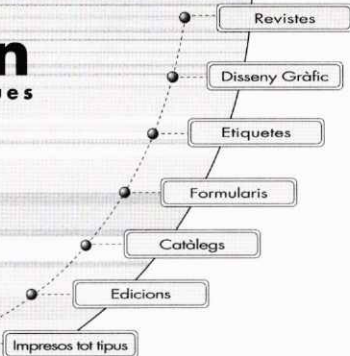 Revistes
Disseny Gràfic
Etiquetes
Formularis
Catàlegs
Edicions
Impresos tot tipus